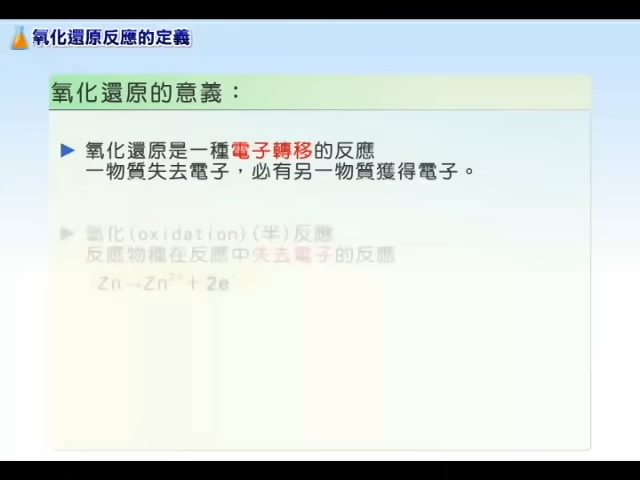 氧化還原反應的定義
氧化還原的意義：
▶ 氧化還原是一種電子轉移的反應
一物質失去電子，必有另一物質獲得電子。
▶ 氧化(oxidation)(半)反應
反應物種在反應中失去電子的反應
Zn→Zn²⁺＋2e⁻